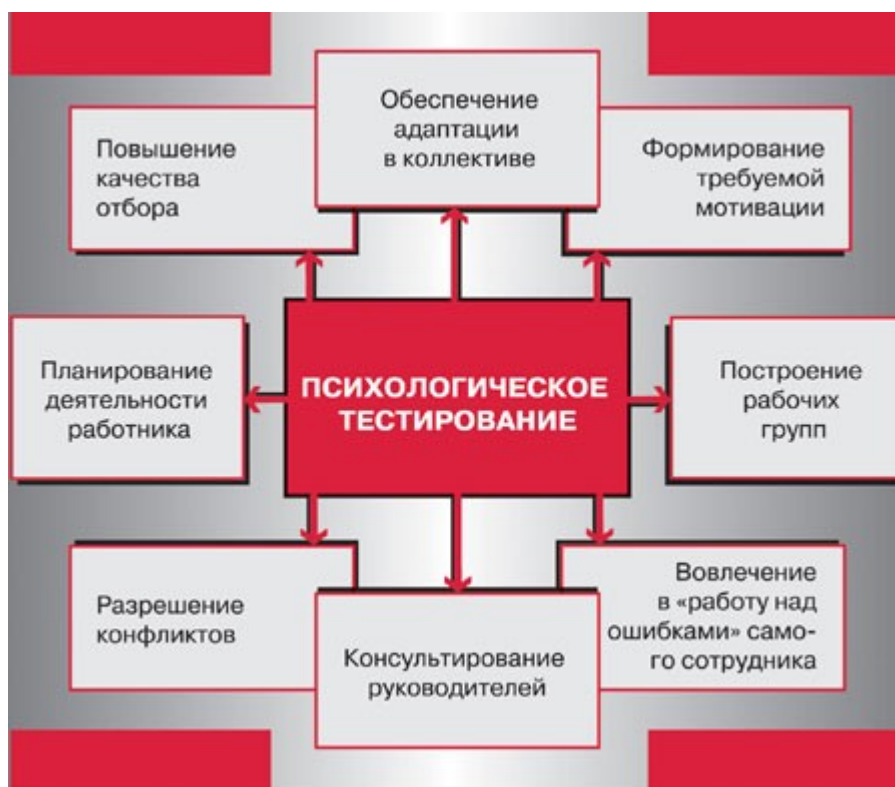 Обеспечение
адаптации
в коллективе
Повышение
качества
отбора
Формирование
требуемой
мотивации
Планирование
деятельности
работника
ПСИХОЛОГИЧЕСКОЕ
ТЕСТИРОВАНИЕ
Построение
рабочих
групп
Разрешение
конфликтов
Консультирование
руководителей
Вовлечение
в «работу над
ошибками» само-
го сотрудника